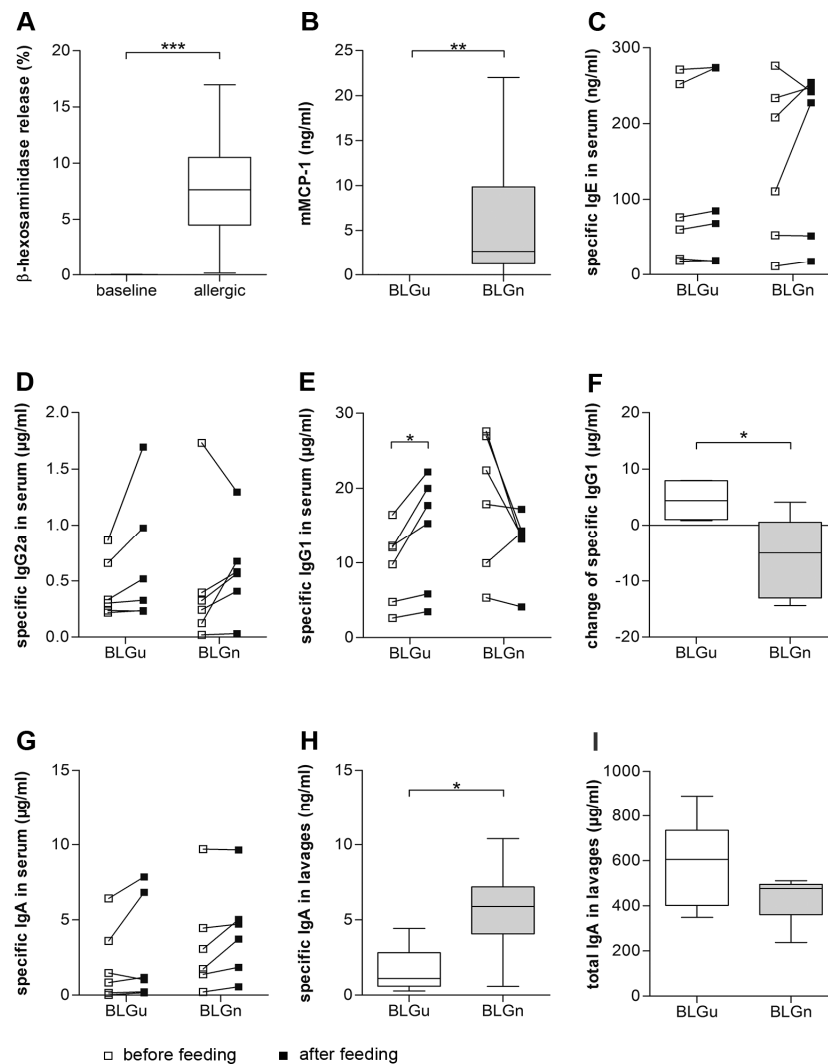 A
β-hexosaminidase release (%)
20
15
10
5
0
***
baseline
allergic
B
mMCP-1 (ng/ml)
25
20
15
10
5
0
**
BLGu
BLGn
C
specific IgE in serum (ng/ml)
300
200
100
0
BLGu
BLGn
D
specific IgG2a in serum (µg/ml)
2.0
1.5
1.0
0.5
0.0
BLGu
BLGn
E
specific IgG1 in serum (µg/ml)
30
20
10
0
*
BLGu
BLGn
F
change of specific IgG1 (µg/ml)
20
10
0
-10
-20
*
BLGu
BLGn
G
specific IgA in serum (µg/ml)
15
10
5
0
BLGu
BLGn
H
specific IgA in lavages (ng/ml)
15
10
5
0
*
BLGu
BLGn
I
total IgA in lavages (µg/ml)
1000
800
600
400
200
0
BLGu
BLGn
before feeding
after feeding